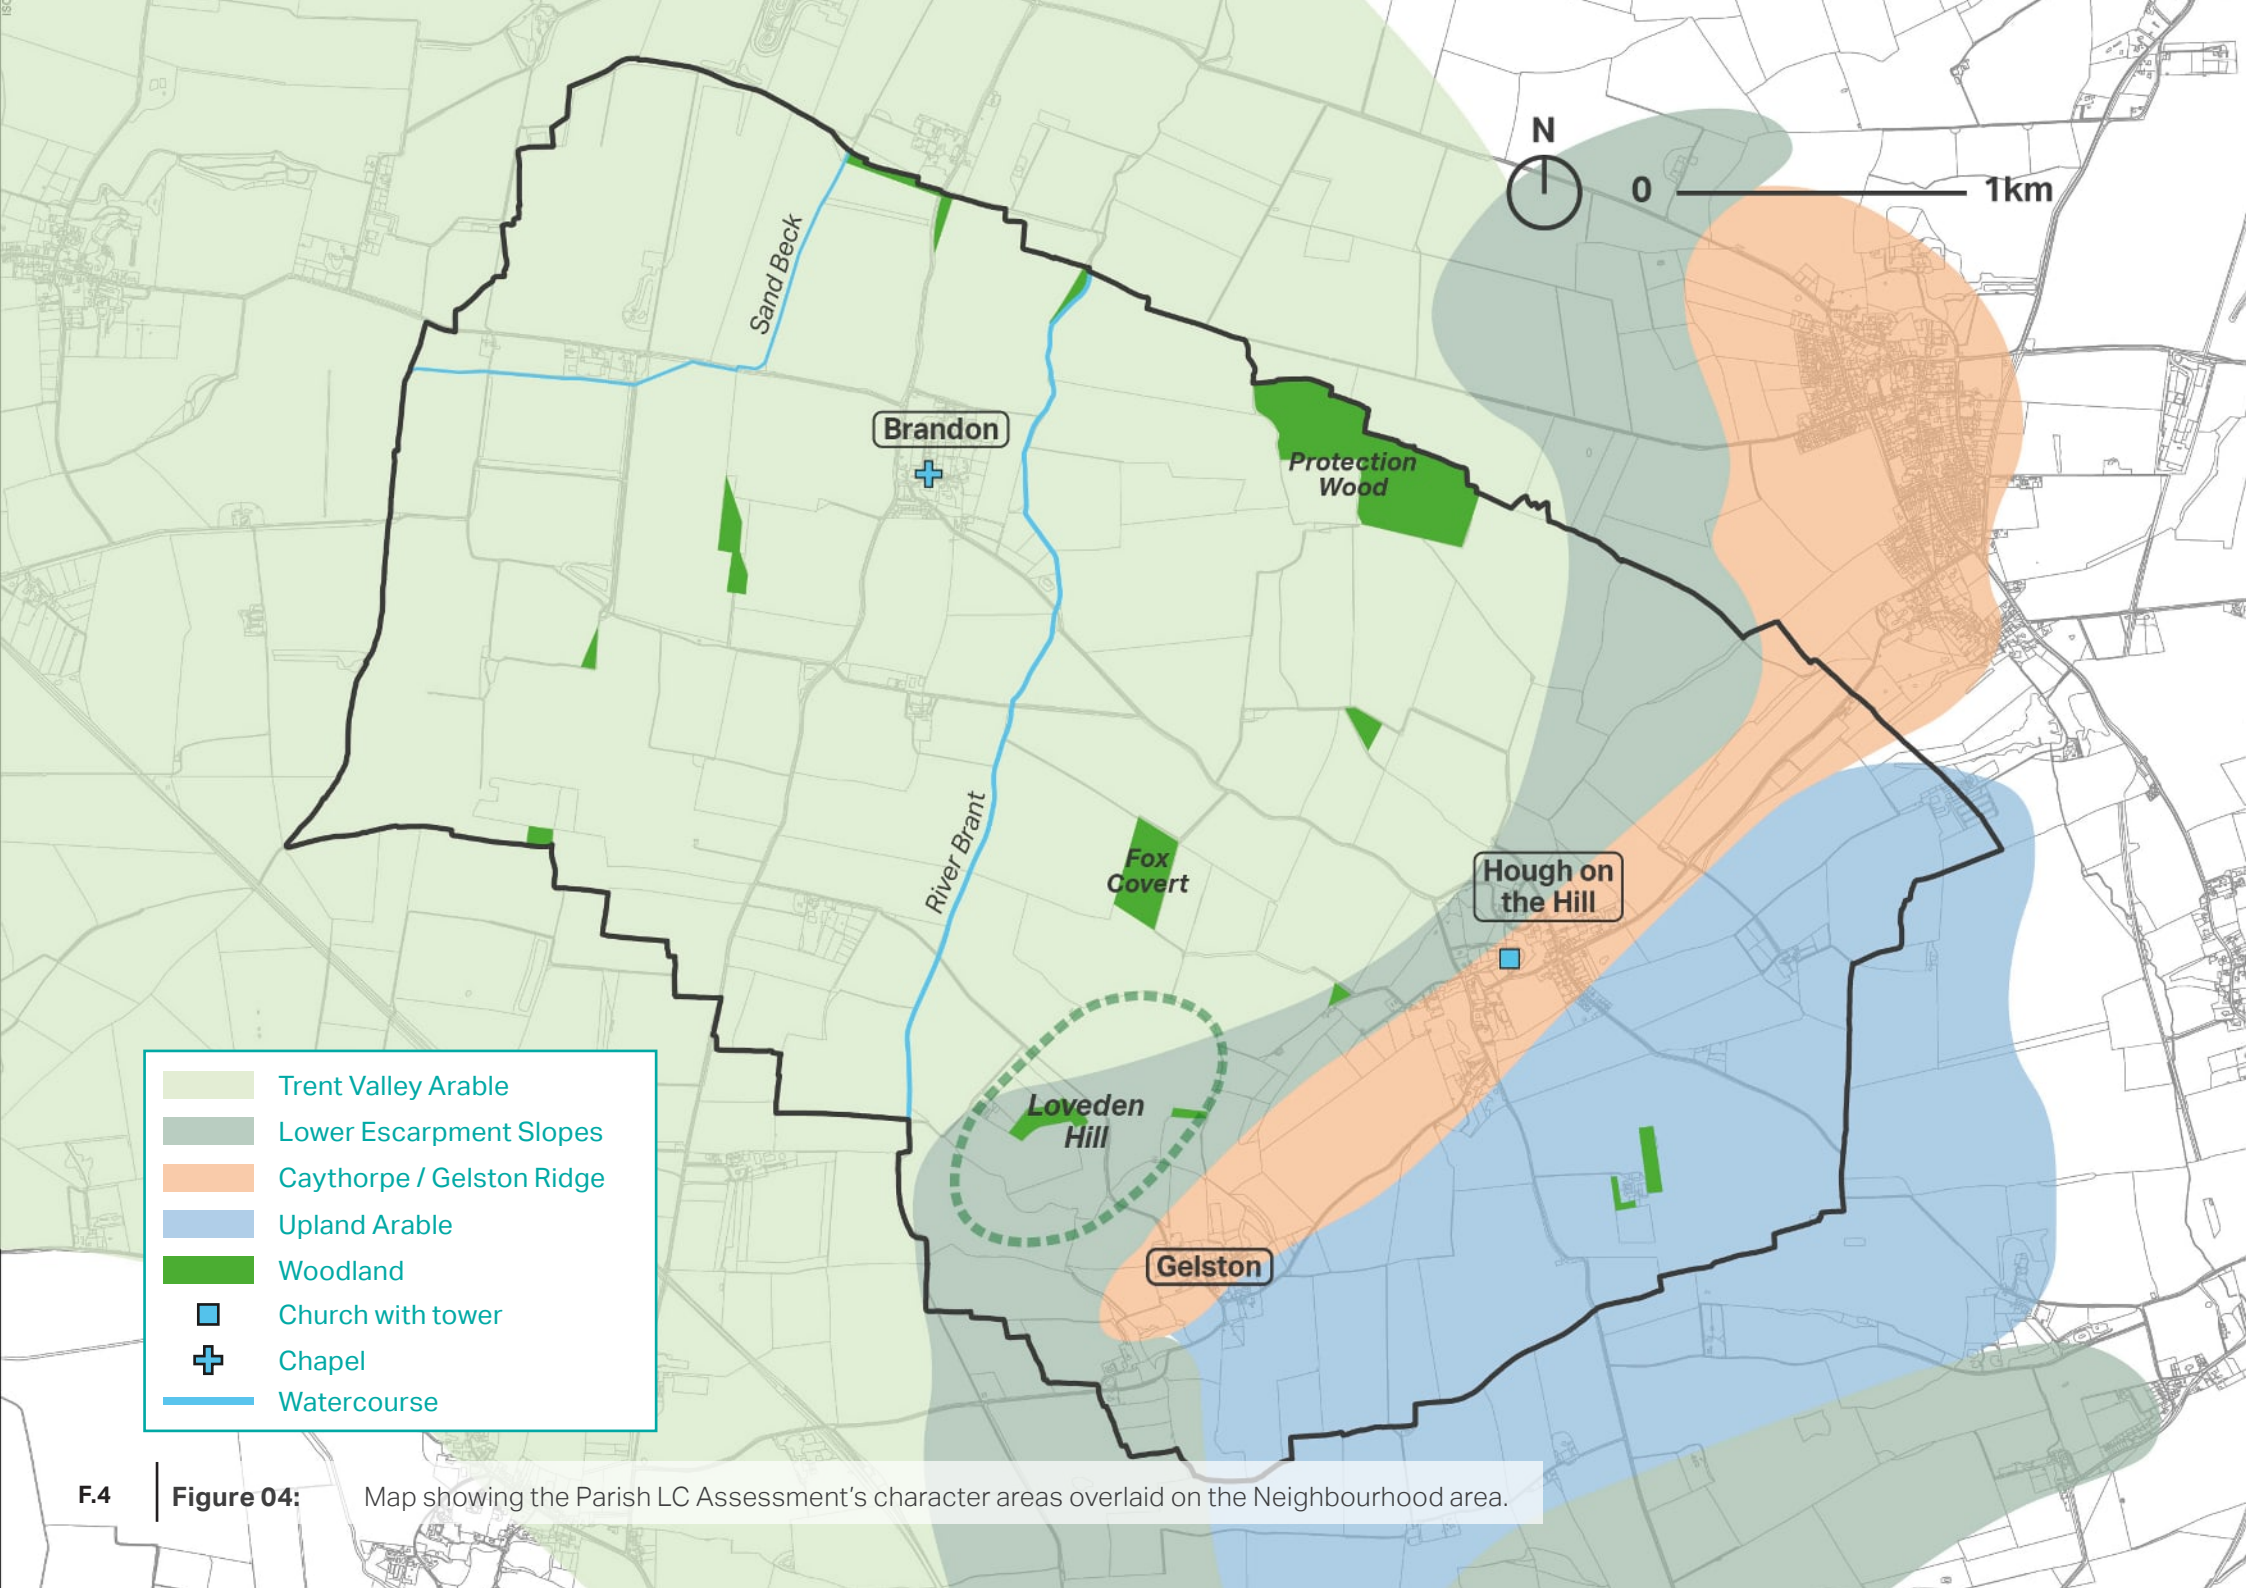 N
0 1km
Sand Beck
Brandon
Protection
Wood
River Brant
Fox
Covert
Hough on
the Hill
Loveden
Hill
Gelston
Trent Valley Arable
Lower Escarpment Slopes
Caythorpe / Gelston Ridge
Upland Arable
Woodland
Church with tower
Chapel
Watercourse
F.4 Figure 04: Map showing the Parish LC Assessment's character areas overlaid on the Neighbourhood area.